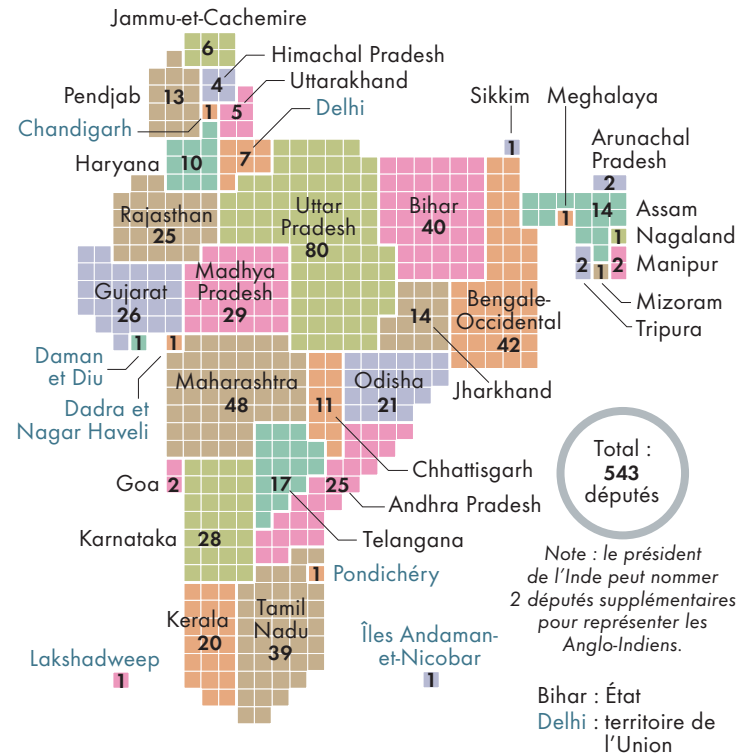 Jammu-et-Cachemire
6
Himachal Pradesh
4
Uttarakhand
5
Pendjab
13
Delhi
7
Chandigarh
1
Haryana
10
Sikkim
1
Meghalaya
1
Arunachal
Pradesh
2
14
Assam
1
Nagaland
2
Manipur
1
Mizoram
2
Tripura
Rajasthan
25
Uttar
Pradesh
80
Bihar
40
Gujarat
26
Madhya
Pradesh
29
14
Jharkhand
Bengale-
Occidental
42
Daman
et Diu
1
Dadra et
Nagar Haveli
1
Maharashtra
48
11
Chhattisgarh
Odisha
21
Total :
543
députés
Goa
2
17
Telangana
25
Andhra Pradesh
Karnataka
28
1
Pondichéry
Kerala
20
Tamil
Nadu
39
Lakshadweep
1
Îles Andaman-
et-Nicobar
1
Note : le président
de l’Inde peut nommer
2 députés supplémentaires
pour représenter les
Anglo-Indiens.
Bihar : État
Delhi : territoire de
l’Union